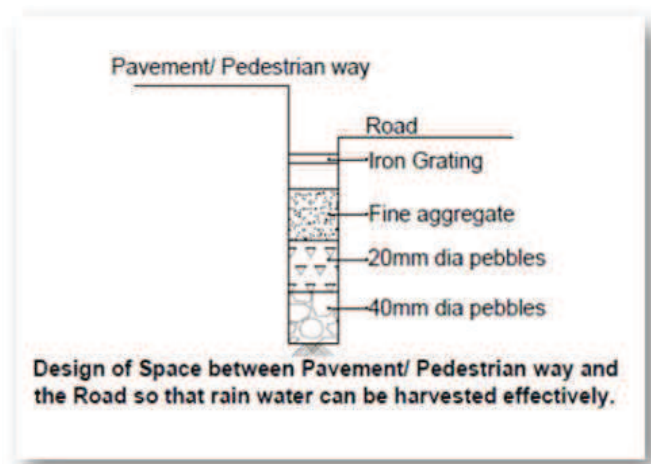 Pavement/ Pedestrian way
Road
Iron Grating
Fine aggregate
20mm dia pebbles
40mm dia pebbles
Design of Space between Pavement/ Pedestrian way and
the Road so that rain water can be harvested effectively.